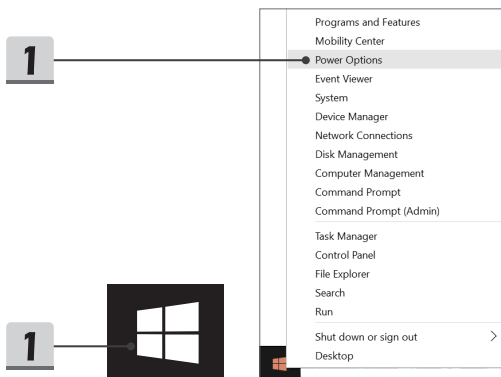 Programs and Features
Mobility Center
1
Power Options
Event Viewer
System
Device Manager
Network Connections
Disk Management
Computer Management
Command Prompt
Command Prompt (Admin)
Task Manager
Control Panel
File Explorer
Search
Run
1
Shut down or sign out
Desktop